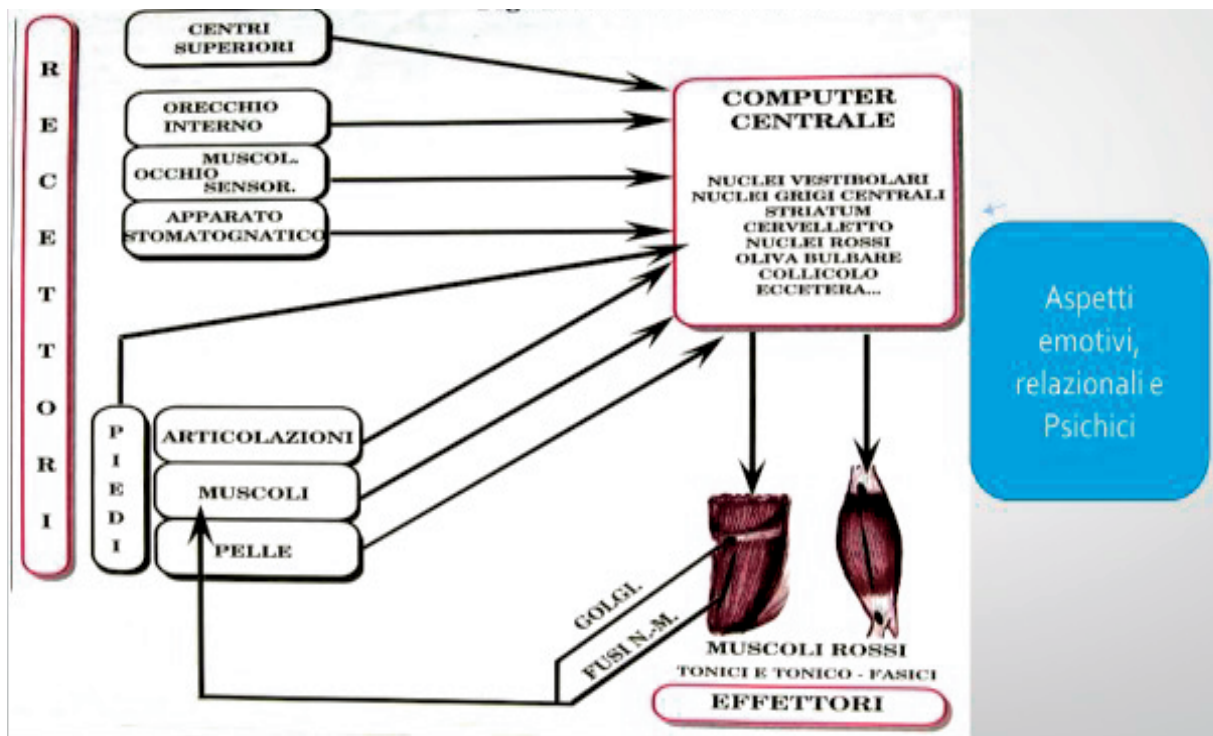 RECETTORI
CENTRI
SUPERIORI
ORECCHIO
INTERNO
MUSCOL.
OCCHIO
SENSOR.
APPARATO
STOMATOGNATICO
PIEDI
ARTICOLAZIONI
MUSCOLI
PELLE
COMPUTER
CENTRALE
NUCLEI VESTIBOLARI
NUCLEI GRIGI CENTRALI
STRIATUM
CERVELLETTO
NUCLEI ROSSI
OLIVA BULBARE
COLLICOLO
ECCETERA...
Aspetti
emotivi,
relazionali e
Psichici
GOLGI.
FUSI N.-M.
MUSCOLI ROSSI
TONICI E TONICO - FASICI
EFFETTORI